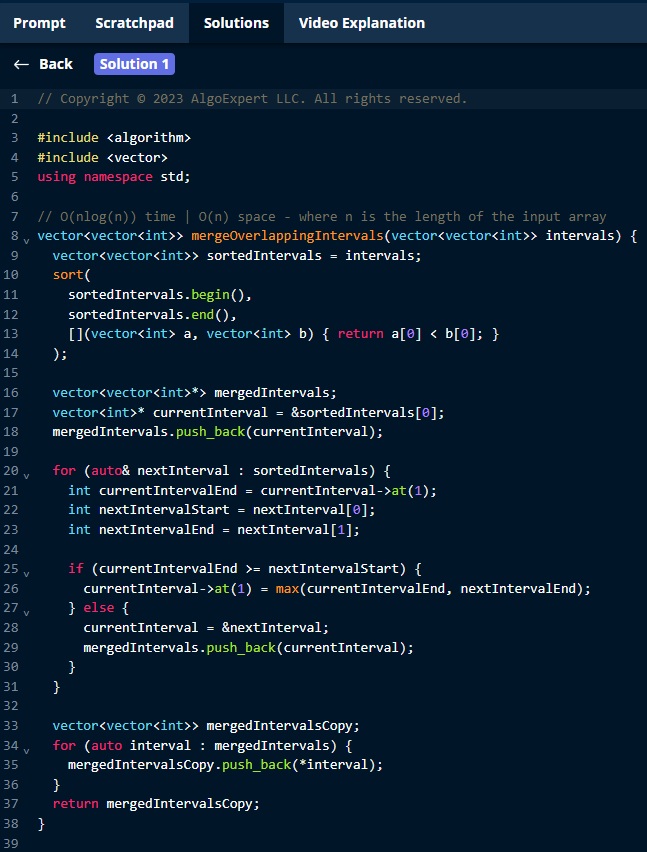 Prompt Scratchpad Solutions Video Explanation
← Back Solution 1
1 // Copyright © 2023 AlgoExpert LLC. All rights reserved.
2
3 #include <algorithm>
4 #include <vector>
5 using namespace std;
6
7 // O(nlog(n)) time | O(n) space - where n is the length of the input array
8 vector<vector<int>> mergeOverlappingIntervals(vector<vector<int>> intervals) {
9   vector<vector<int>> sortedIntervals = intervals;
10   sort(
11     sortedIntervals.begin(),
12     sortedIntervals.end(),
13     [](vector<int> a, vector<int> b) { return a[0] < b[0]; }
14   );
15
16   vector<vector<int>*> mergedIntervals;
17   vector<int>* currentInterval = &sortedIntervals[0];
18   mergedIntervals.push_back(currentInterval);
19
20   for (auto& nextInterval : sortedIntervals) {
21     int currentIntervalEnd = currentInterval->at(1);
22     int nextIntervalStart = nextInterval[0];
23     int nextIntervalEnd = nextInterval[1];
24
25     if (currentIntervalEnd >= nextIntervalStart) {
26       currentInterval->at(1) = max(currentIntervalEnd, nextIntervalEnd);
27     } else {
28       currentInterval = &nextInterval;
29       mergedIntervals.push_back(currentInterval);
30     }
31   }
32
33   vector<vector<int>> mergedIntervalsCopy;
34   for (auto interval : mergedIntervals) {
35     mergedIntervalsCopy.push_back(*interval);
36   }
37   return mergedIntervalsCopy;
38 }
39